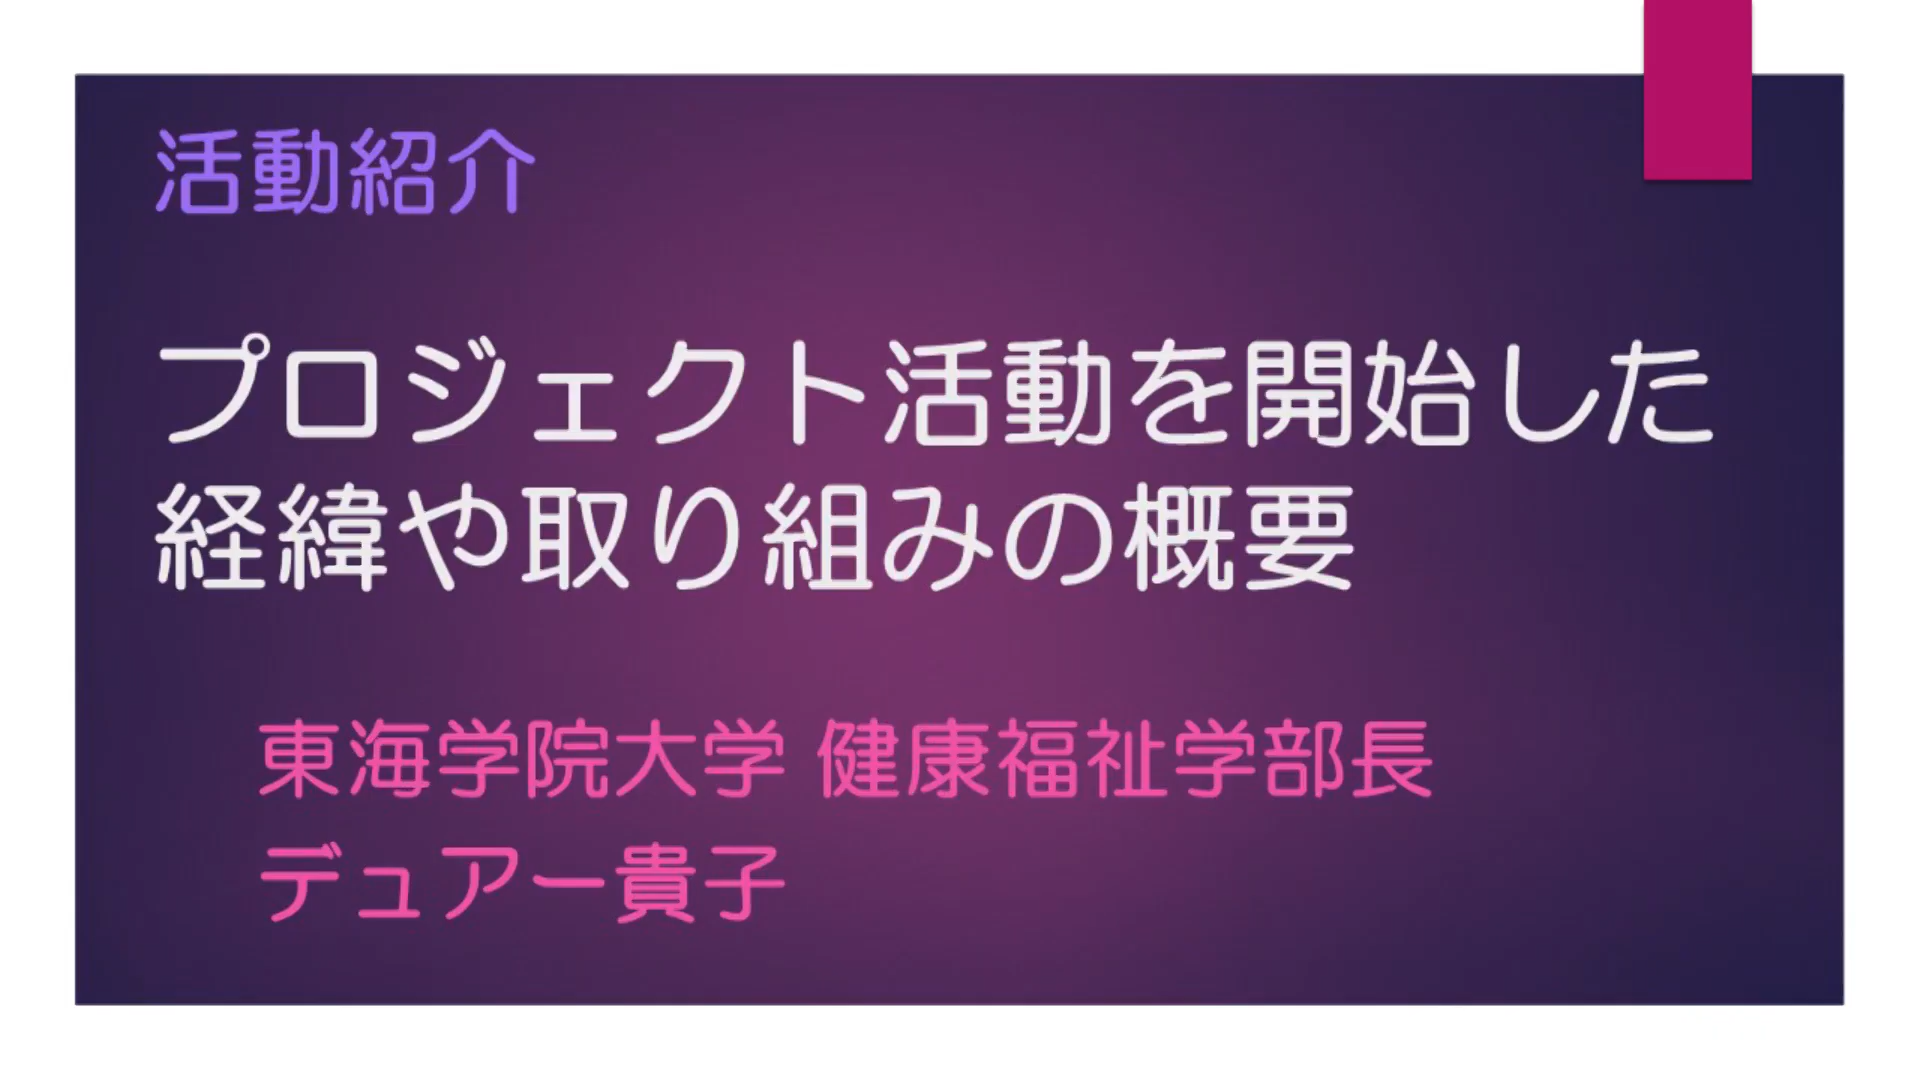 活動紹介
プロジェクト活動を開始した
経緯や取り組みの概要
東海学院大学 健康福祉学部長
デュアー貴子